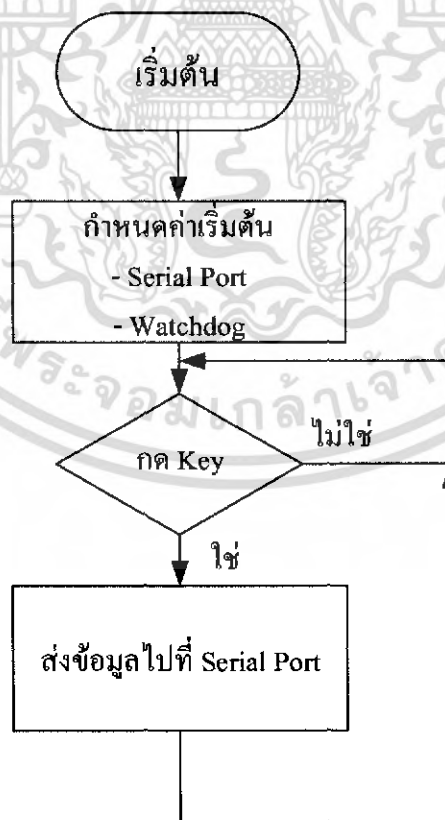 เริ่มต้น
กำหนดค่าเริ่มต้น
- Serial Port
- Watchdog
กด Key
ไม่ใช่
ใช่
ส่งข้อมูลไปที่ Serial Port